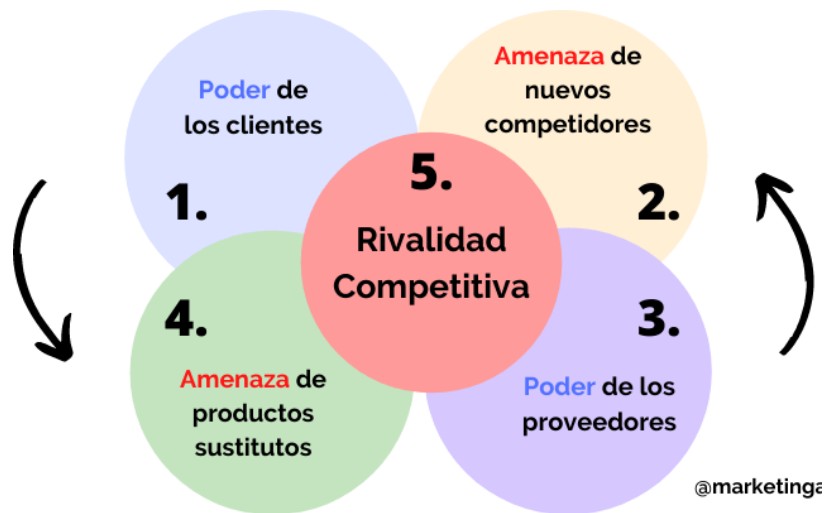 Poder de
los clientes
1.
Amenaza de
nuevos
competidores
2.
5.
Rivalidad
Competitiva
3.
Poder de los
proveedores
4.
Amenaza de
productos
sustitutos
@marketinga